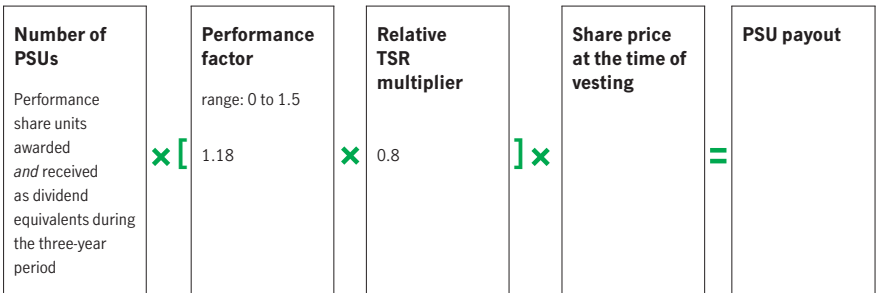 Number of
PSUs
Performance
share units
awarded
and received
as dividend
equivalents during
the three-year
period
× [
Performance
factor
range: 0 to 1.5
1.18
×
Relative
TSR
multiplier
0.8
] ×
Share price
at the time of
vesting
=
PSU payout